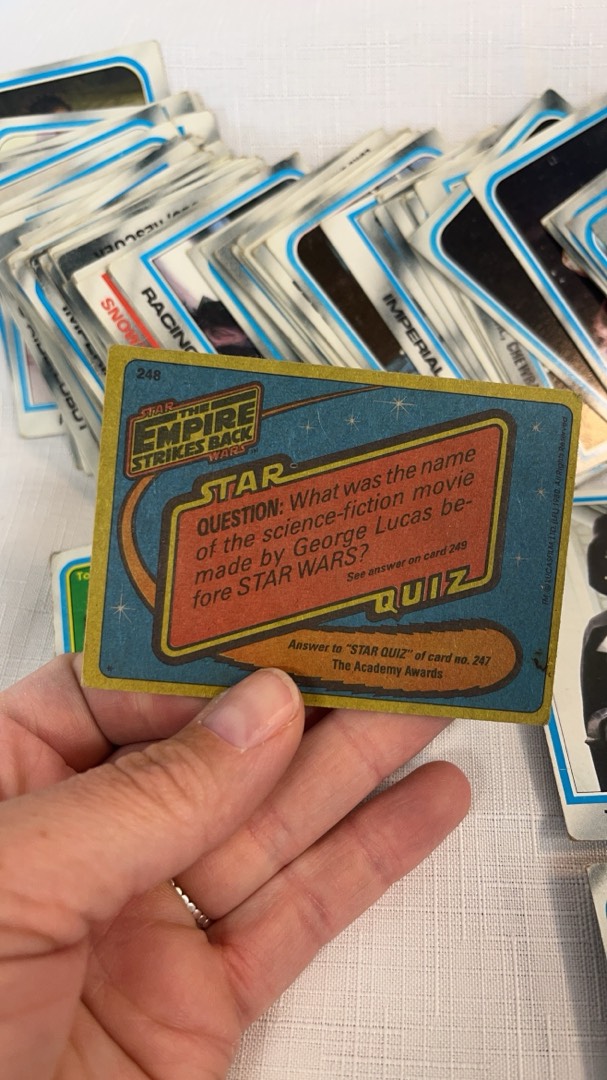 RACING
SNOW
IMPERIAL
CHEWB
To
248
STAR
THE
EMPIRE
STRIKES BACK
WARS
STAR
QUESTION: What was the name
of the science-fiction movie
made by George Lucas be-
fore STAR WARS?
See answer on card 249
QUIZ
Answer to "STAR QUIZ" of card no. 247
The Academy Awards